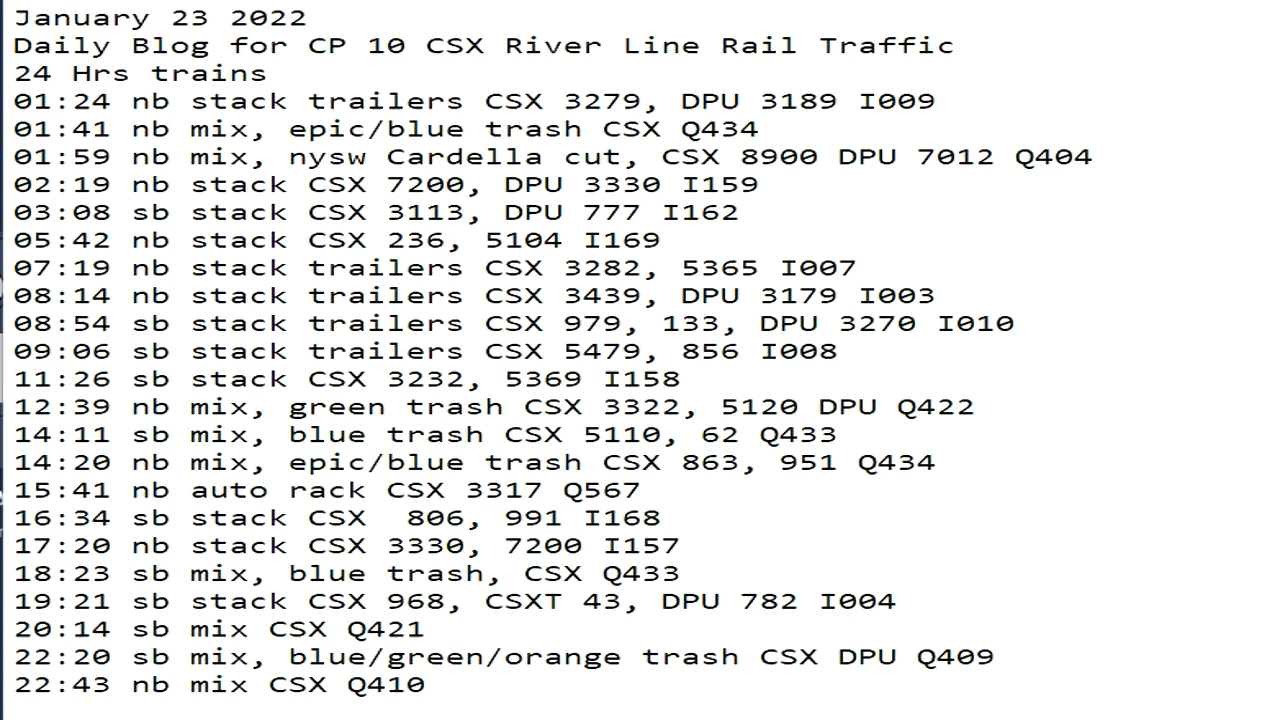 January 23 2022
Daily Blog for CP 10 CSX River Line Rail Traffic
24 Hrs trains
01:24 nb stack trailers CSX 3279, DPU 3189 I009
01:41 nb mix, epic/blue trash CSX Q434
01:59 nb mix, nysw Cardella cut, CSX 8900 DPU 7012 Q404
02:19 nb stack CSX 7200, DPU 3330 I159
03:08 sb stack CSX 3113, DPU 777 I162
05:42 nb stack CSX 236, 5104 I169
07:19 nb stack trailers CSX 3282, 5365 I007
08:14 nb stack trailers CSX 3439, DPU 3179 I003
08:54 sb stack trailers CSX 979, 133, DPU 3270 I010
09:06 sb stack trailers CSX 5479, 856 I008
11:26 sb stack CSX 3232, 5369 I158
12:39 nb mix, green trash CSX 3322, 5120 DPU Q422
14:11 sb mix, blue trash CSX 5110, 62 Q433
14:20 nb mix, epic/blue trash CSX 863, 951 Q434
15:41 nb auto rack CSX 3317 Q567
16:34 sb stack CSX  806, 991 I168
17:20 nb stack CSX 3330, 7200 I157
18:23 sb mix, blue trash, CSX Q433
19:21 sb stack CSX 968, CSXT 43, DPU 782 I004
20:14 sb mix CSX Q421
22:20 sb mix, blue/green/orange trash CSX DPU Q409
22:43 nb mix CSX Q410